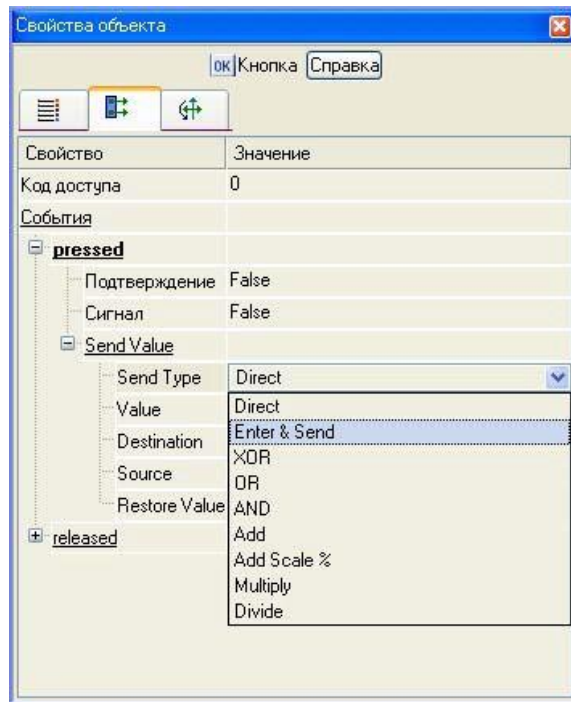 Свойства объекта
OK Кнопка Справка
Свойство Значение
Код доступа 0
События
pressed
Подтверждение False
Сигнал False
Send Value
Send Type Direct
Value Direct
Destination Enter & Send
XOR
Source OR
Restore Value AND
released Add
Add Scale %
Multiply
Divide